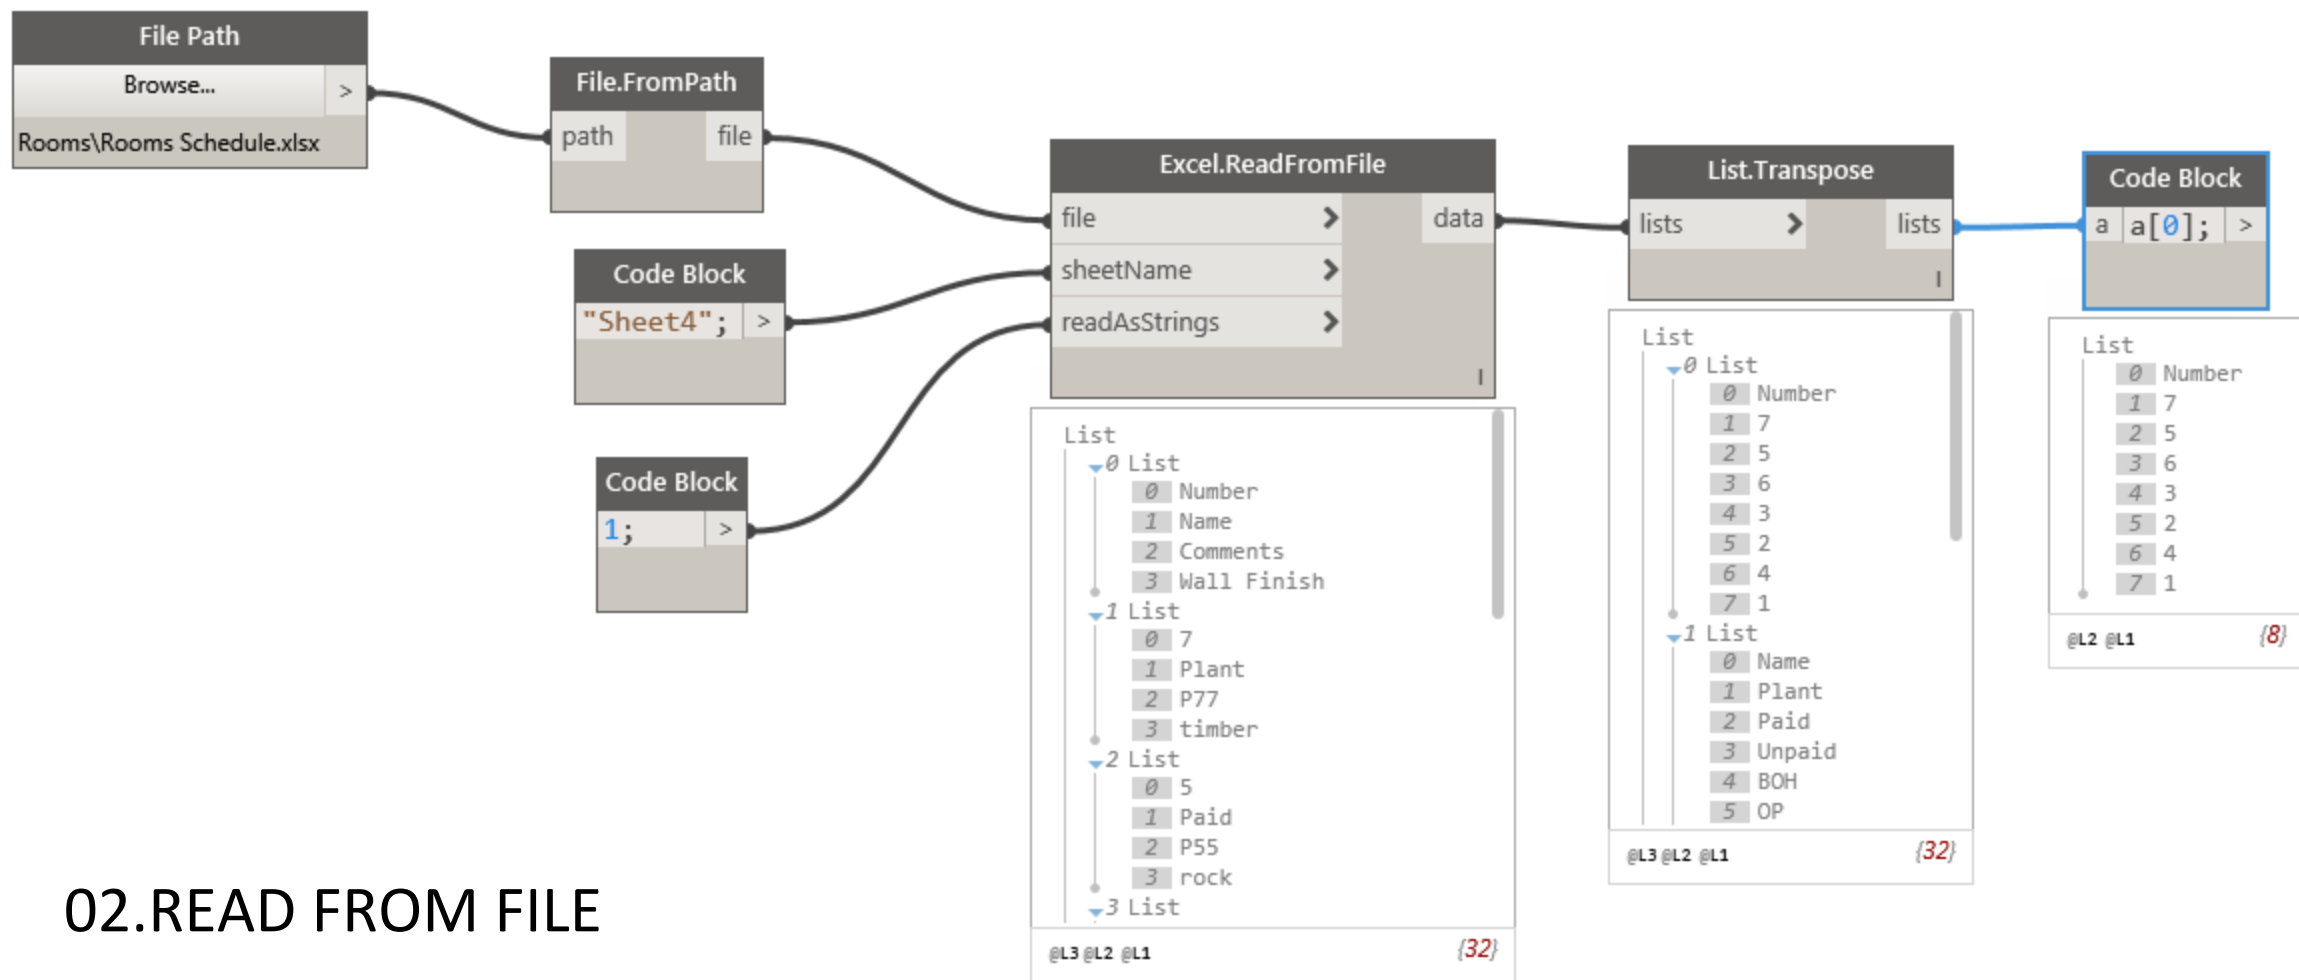 File Path
Browse...
>
Rooms\Rooms Schedule.xlsx
File.FromPath
path
file
Code Block
"Sheet4";
>
Code Block
1;
>
Excel.ReadFromFile
file
data
sheetName
readAsStrings
List
0 List
0 Number
1 Name
2 Comments
3 Wall Finish
1 List
0 7
1 Plant
2 P77
3 timber
2 List
0 5
1 Paid
2 P55
3 rock
3 List
@L3 @L2 @L1 {32}
List.Transpose
lists
lists
List
0 List
0 Number
1 7
2 5
3 6
4 3
5 2
6 4
7 1
1 List
0 Name
1 Plant
2 Paid
3 Unpaid
4 BOH
5 OP
@L3 @L2 @L1 {32}
Code Block
a a[0]; >
List
0 Number
1 7
2 5
3 6
4 3
5 2
6 4
7 1
@L2 @L1 {8}
02.READ FROM FILE